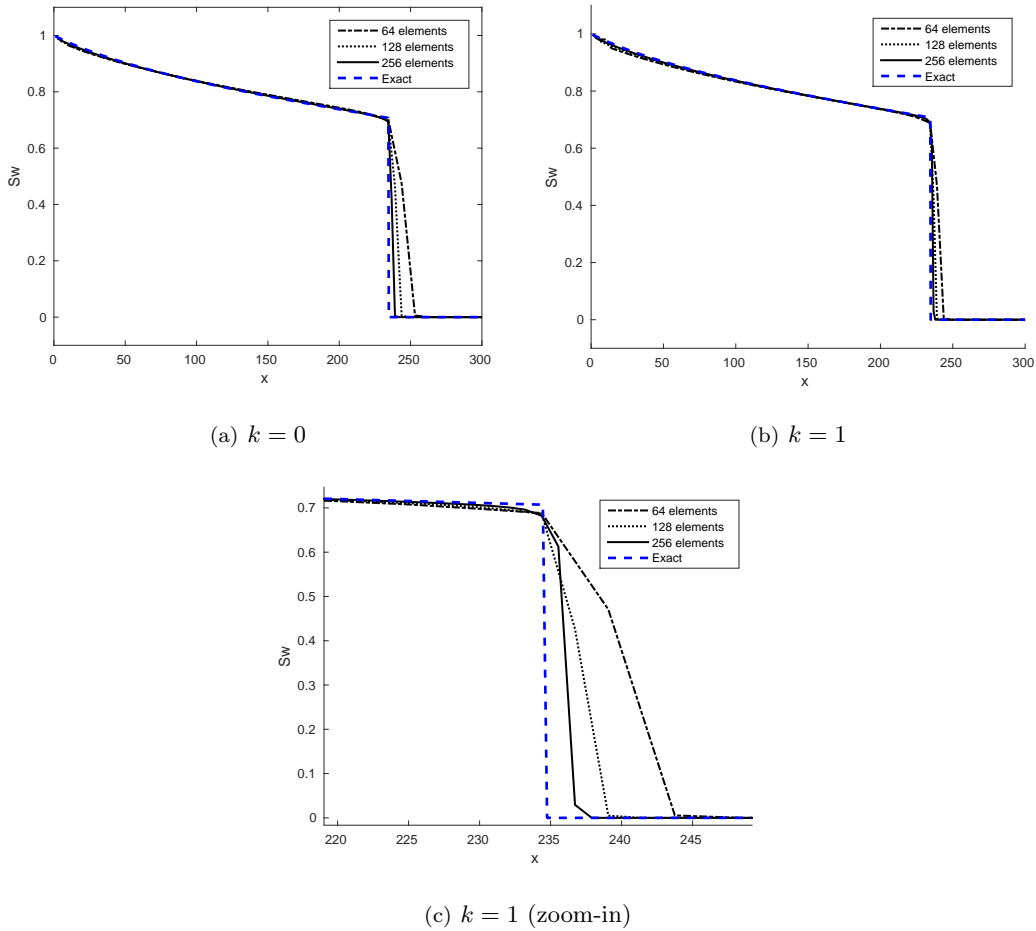 64 elements
128 elements
256 elements
Exact
1
0.8
0.6
0.4
0.2
0
Sw
0 50 100 150 200 250 300
x
(a) k = 0
64 elements
128 elements
256 elements
Exact
1
0.8
0.6
0.4
0.2
0
Sw
0 50 100 150 200 250 300
x
(b) k = 1
64 elements
128 elements
256 elements
Exact
0.7
0.6
0.5
0.4
0.3
0.2
0.1
0
Sw
220 225 230 235 240 245
x
(c) k = 1 (zoom-in)